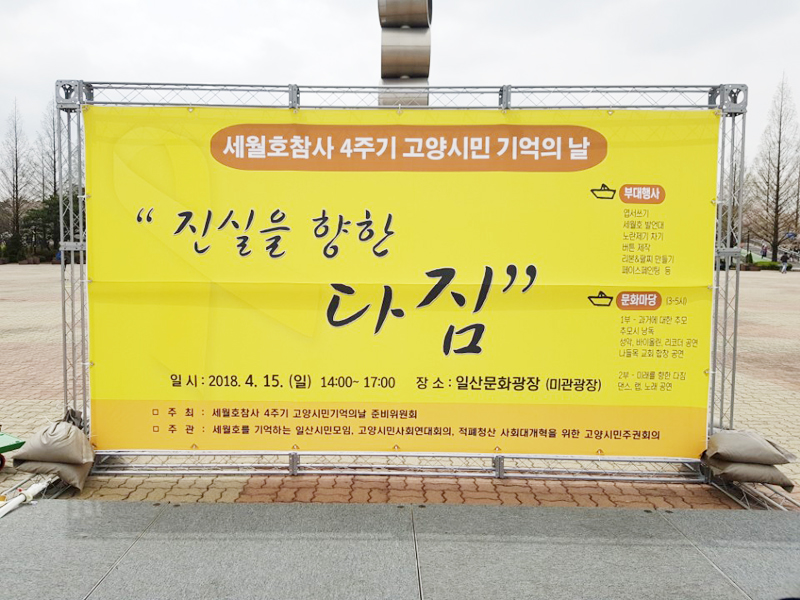 세월호참사 4주기 고양시민 기억의 날
“ 진실을 향한
다짐”
부대행사
엽서쓰기
세월호 발언대
노란제기 차기
버튼 제작
리본&팔찌 만들기
페이스페인팅 등
문화마당 (3-5시)
1부 - 과거에 대한 추모
추모시 낭독
성악, 바이올린, 리코더 공연
나들목 교회 합창 공연
2부 - 미래를 향한 다짐
댄스, 랩, 노래 공연
일 시 : 2018. 4. 15. (일) 14:00~ 17:00 장 소 : 일산문화광장 (미관광장)
□ 주 최 : 세월호참사 4주기 고양시민기억의날 준비위원회
□ 주 관 : 세월호를 기억하는 일산시민모임, 고양시민사회연대회의, 적폐청산 사회대개혁을 위한 고양시민주권회의